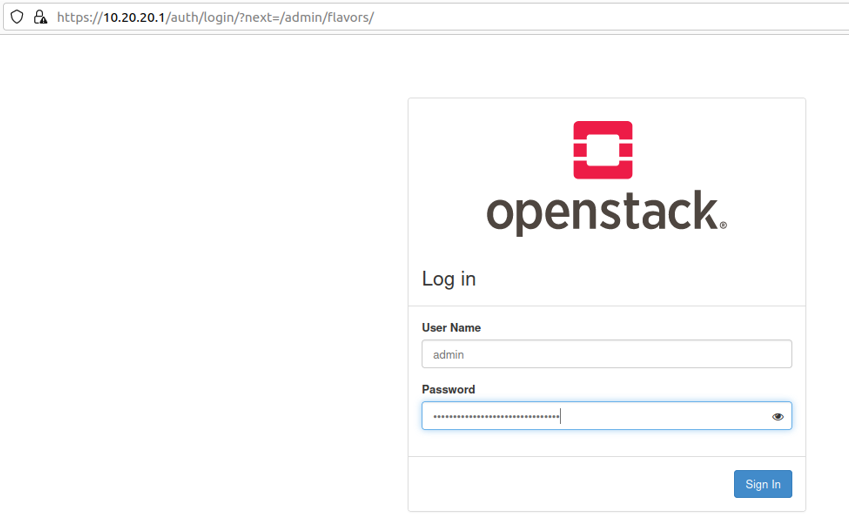 https://10.20.20.1/auth/login/?next=/admin/flavors/
openstack®
Log in
User Name
admin
Password
••••••••••••••••••••••••••••••••
Sign In